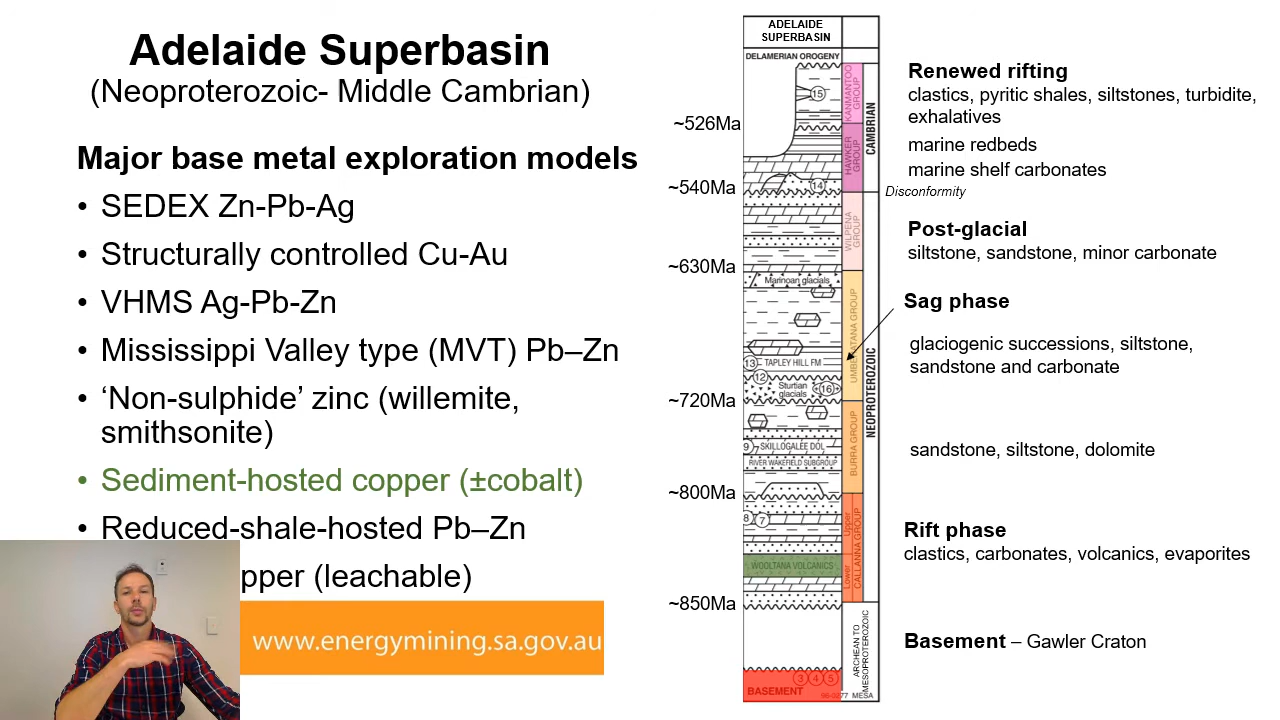 Adelaide Superbasin
(Neoproterozoic- Middle Cambrian)
Major base metal exploration models
• SEDEX Zn-Pb-Ag
• Structurally controlled Cu-Au
• VHMS Ag-Pb-Zn
• Mississippi Valley type (MVT) Pb–Zn
• ‘Non-sulphide’ zinc (willemite,
smithsonite)
• Sediment-hosted copper (±cobalt)
• Reduced-shale-hosted Pb–Zn
pper (leachable)
www.energymining.sa.gov.au
ADELAIDE
SUPERBASIN
DELAMERIAN OROGENY
15
~526Ma
KANMANTOO
GROUP
HAWKER
GROUP
CAMBRIAN
14
~540Ma
WILPENA
GROUP
~630Ma
Marinoan glacials
UMBERATANA GROUP
13
TAPLEY HILL FM
12
Sturtian
glacials
16
NEOPROTEROZOIC
~720Ma
9
SKILLOGALEE DOL
RIVER WAKEFIELD SUBGROUP
BURRA GROUP
~800Ma
8
7
Upper
CALLANNA GROUP
WOOLTANA VOLCANICS
Lower
~850Ma
ARCHEAN TO
MESOPROTEROZOIC
3 4 5
BASEMENT
MESA
Renewed rifting
clastics, pyritic shales, siltstones, turbidite,
exhalatives
marine redbeds
marine shelf carbonates
Disconformity
Post-glacial
siltstone, sandstone, minor carbonate
Sag phase
glaciogenic successions, siltstone,
sandstone and carbonate
sandstone, siltstone, dolomite
Rift phase
clastics, carbonates, volcanics, evaporites
Basement – Gawler Craton